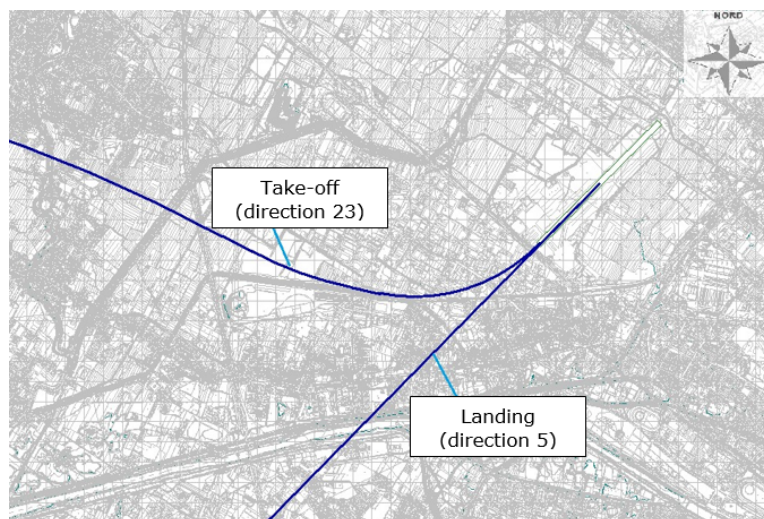 NORD
Take-off
(direction 23)
Landing
(direction 5)